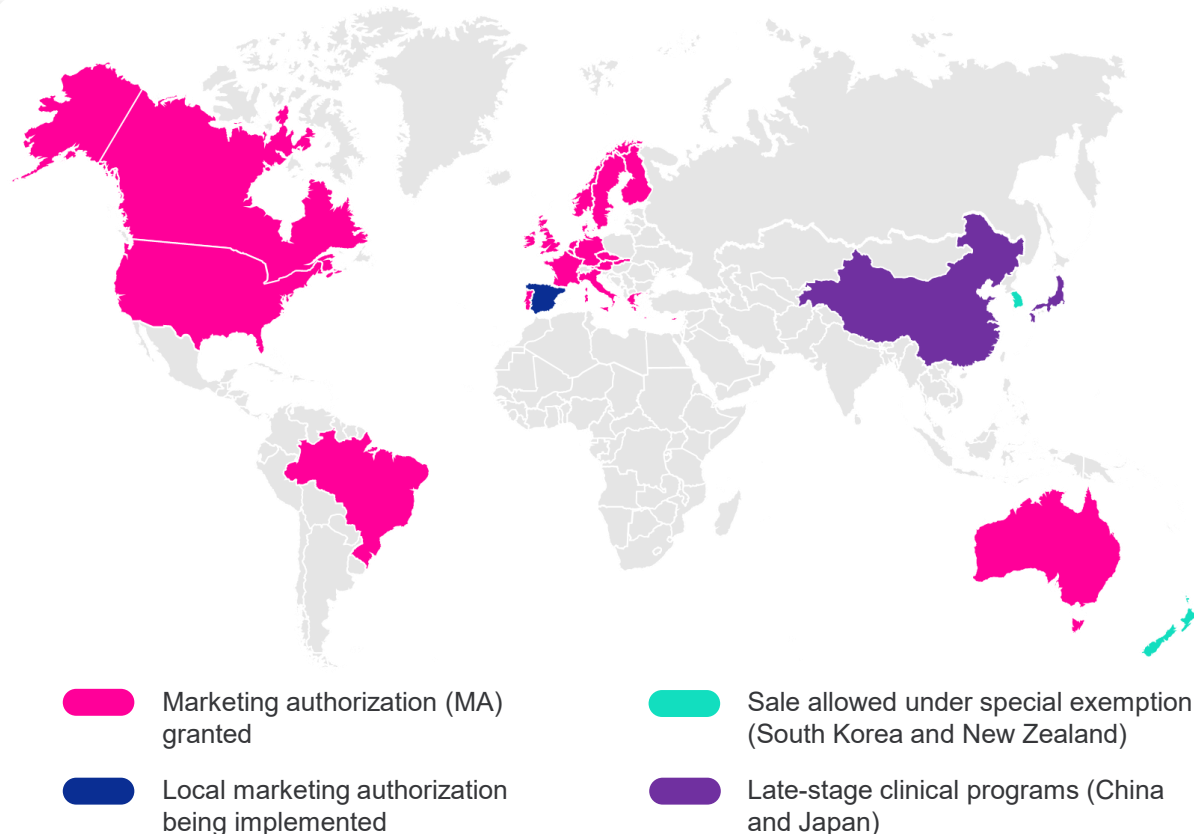 Marketing authorization (MA)
granted
Local marketing authorization
being implemented
Sale allowed under special exemption
(South Korea and New Zealand)
Late-stage clinical programs (China
and Japan)